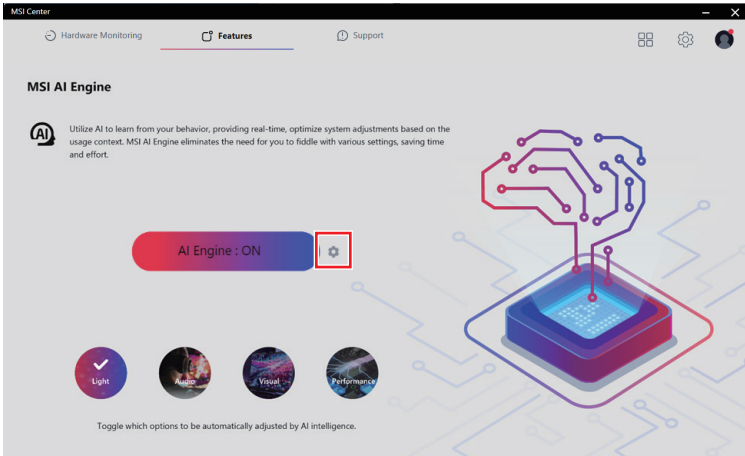 MSI Center
Hardware Monitoring
Features
Support
MSI AI Engine
AI
Utilize AI to learn from your behavior, providing real-time, optimize system adjustments based on the
usage context. MSI AI Engine eliminates the need for you to fiddle with various settings, saving time
and effort.
AI Engine : ON
Light
Audio
Visual
Performance
Toggle which options to be automatically adjusted by AI intelligence.